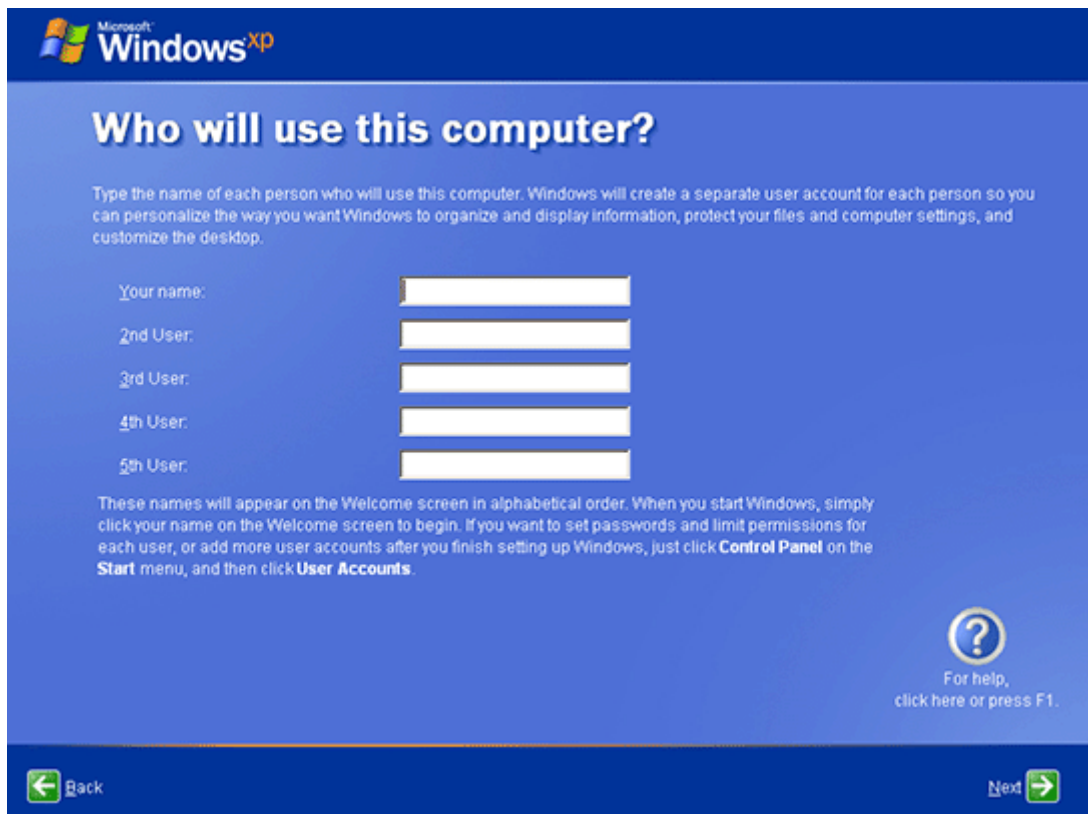 Microsoft
Windows xp
Who will use this computer?
Type the name of each person who will use this computer. Windows will create a separate user account for each person so you
can personalize the way you want Windows to organize and display information, protect your files and computer settings, and
customize the desktop.
Your name:
2nd User:
3rd User:
4th User:
5th User:
These names will appear on the Welcome screen in alphabetical order. When you start Windows, simply
click your name on the Welcome screen to begin. If you want to set passwords and limit permissions for
each user, or add more user accounts after you finish setting up Windows, just click Control Panel on the
Start menu, and then click User Accounts.
?
For help,
click here or press F1.
Back
Next